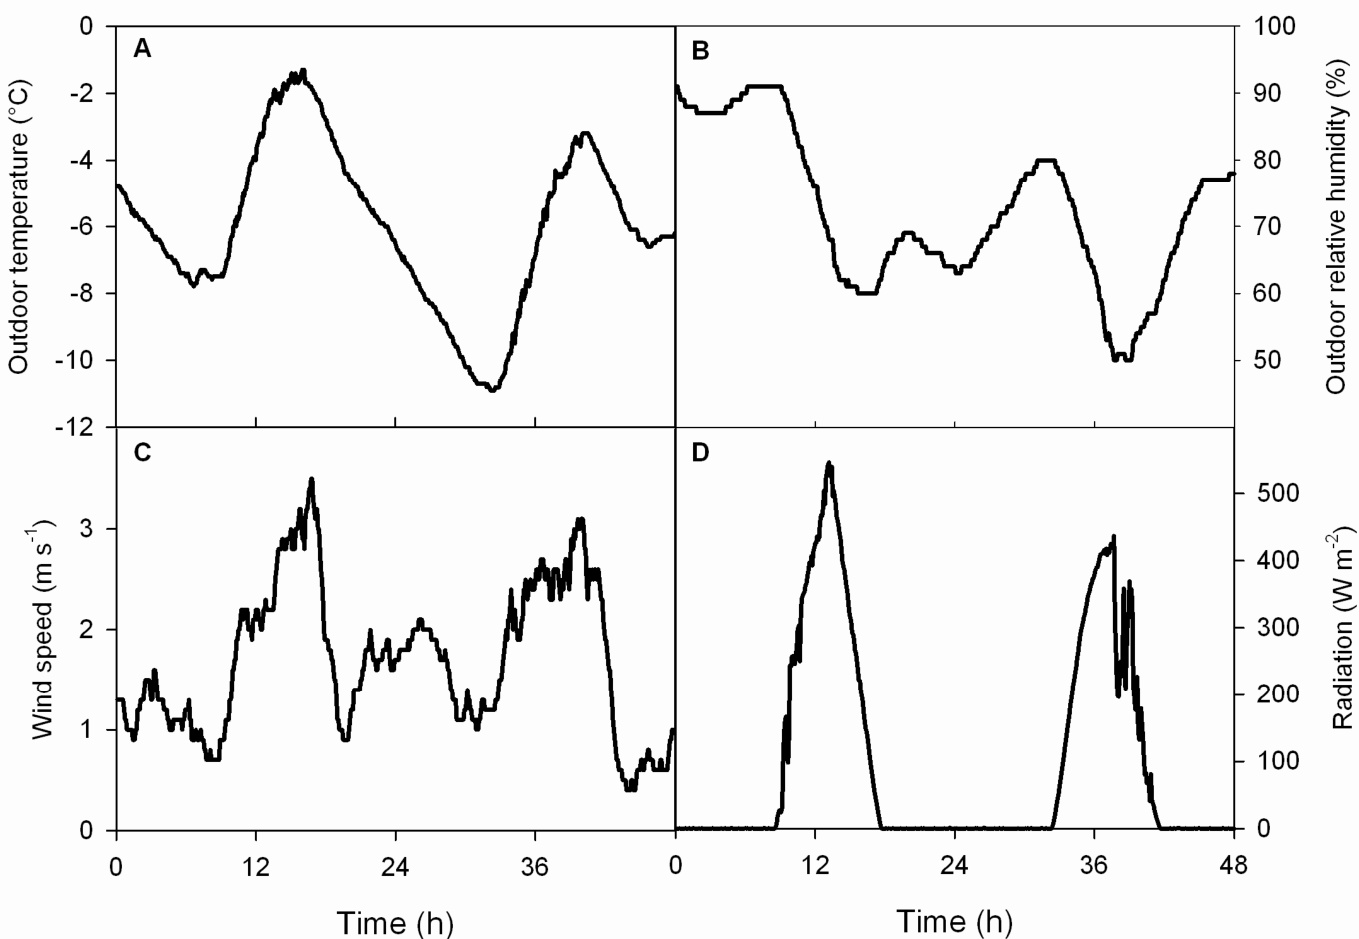 A
B
0
-2
-4
-6
-8
-10
-12
Outdoor temperature (°C)
100
90
80
70
60
50
Outdoor relative humidity (%)
C
D
3
2
1
0
Wind speed (m s-1)
500
400
300
200
100
0
Radiation (W m-2)
0 12 24 36 0 12 24 36 48
Time (h) Time (h)